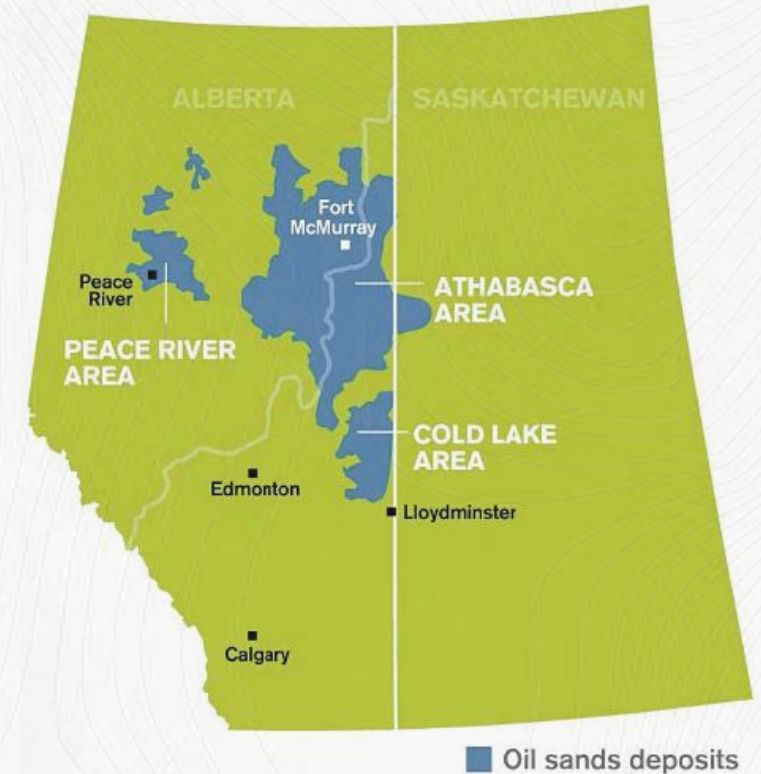 ALBERTA
SASKATCHEWAN
Fort
McMurray
Peace
River
ATHABASCA
AREA
PEACE RIVER
AREA
COLD LAKE
AREA
Edmonton
Lloydminster
Calgary
Oil sands deposits